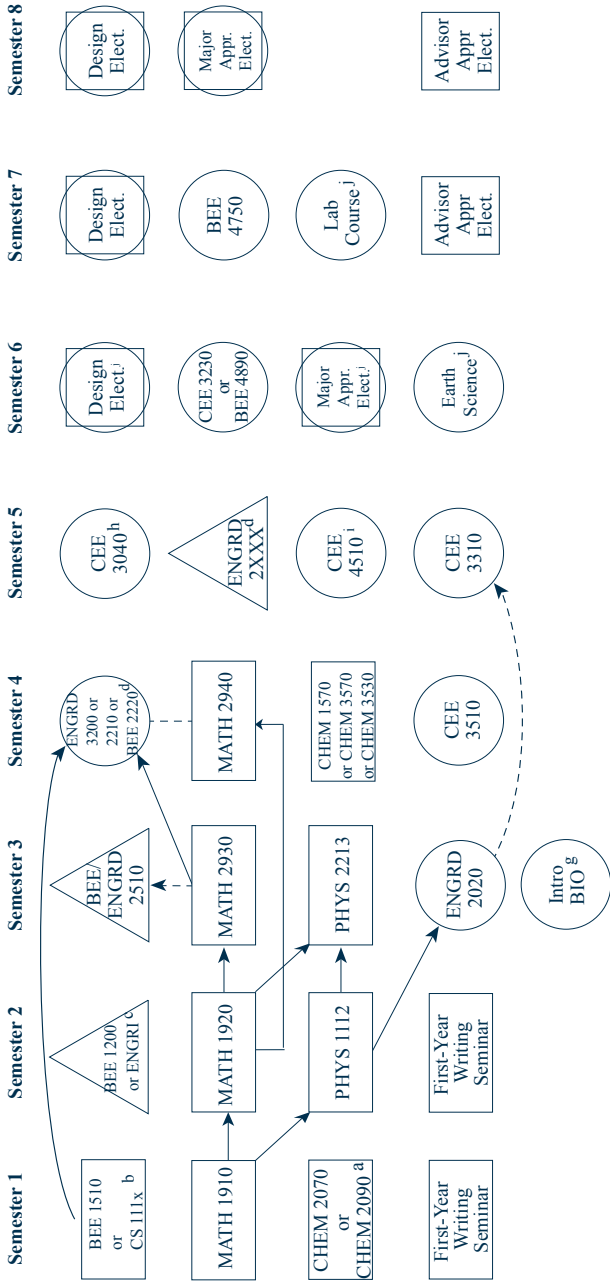 Semester 1
BEE 1510
or
CS 111x b
MATH 1910
CHEM 2070
or
CHEM 2090 a
First-Year
Writing
Seminar
Semester 2
BEE 1200
or ENGRI c
MATH 1920
PHYS 1112
First-Year
Writing
Seminar
Semester 3
BEE/
ENGRD
2510
MATH 2930
PHYS 2213
ENGRD
2020
Intro
BIO g
Semester 4
ENGRD
3200 or
2210 or
BEE 2220 d
MATH 2940
CHEM 1570
or CHEM 3570
or CHEM 3530
CEE
3510
Semester 5
CEE
3040 h
ENGRD
2XXX d
CEE
4510 i
CEE
3310
Semester 6
Design
Elect. j
CEE 3230
or
BEE 4890
Major
Appr.
Elect. j
Earth
Science j
Semester 7
Design
Elect.
BEE
4750
Lab
Course j
Advisor
Appr
Elect.
Semester 8
Design
Elect.
Major
Appr.
Elect.
Advisor
Appr
Elect.